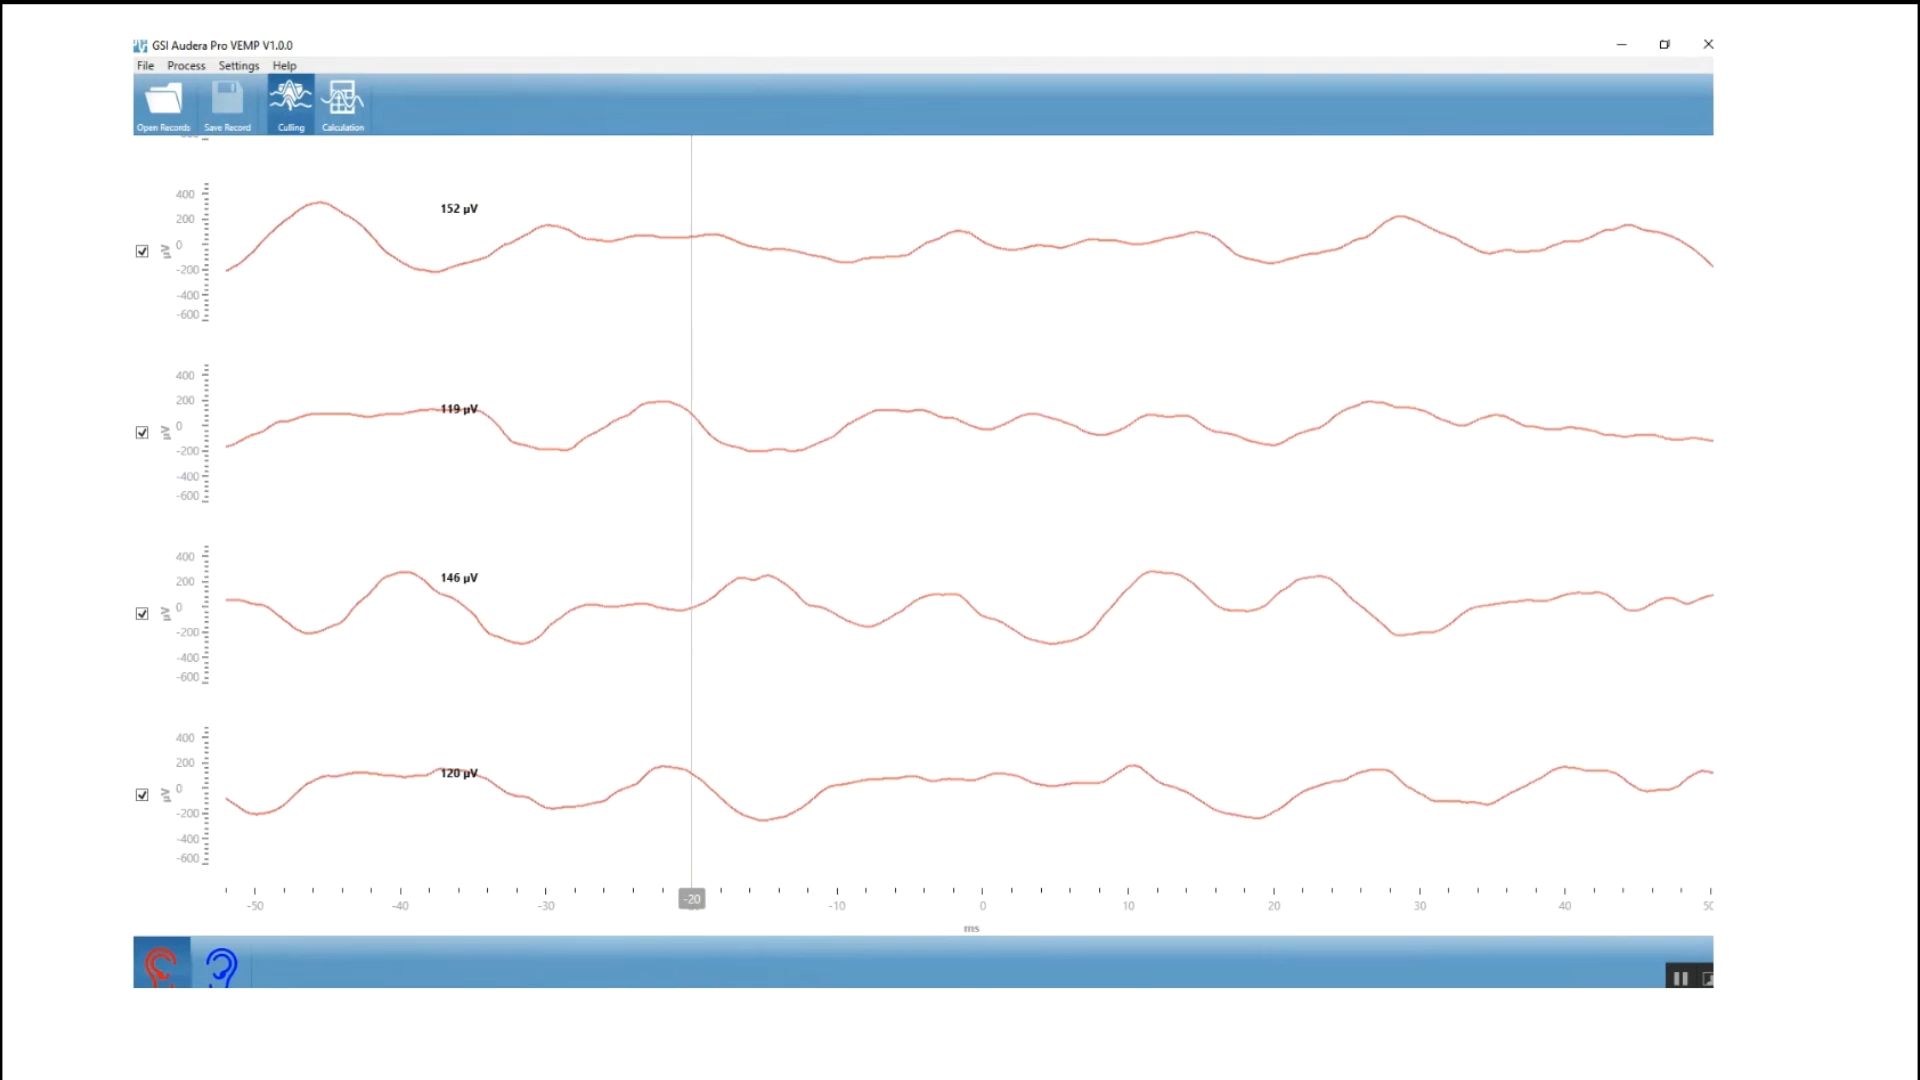 GSI Audera Pro VEMP V1.0.0
File Process Settings Help
Open Records Save Record Culling Calculation
152 µV
400
200
0
-200
-400
-600
µV
119 µV
400
200
0
-200
-400
-600
µV
146 µV
400
200
0
-200
-400
-600
µV
120 µV
400
200
0
-200
-400
-600
µV
-50 -40 -30 -20 -10 0 10 20 30 40 50
ms